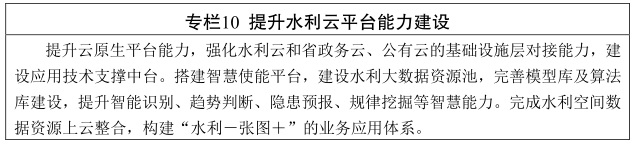 专栏10 提升水利云平台能力建设
提升云原生平台能力，强化水利云和省政务云、公有云的基础设施层对接能力，建
设应用技术支撑中台。搭建智慧使能平台，建设水利大数据资源池，完善模型库及算法
库建设，提升智能识别、趋势判断、隐患预报、规律挖掘等智慧能力。完成水利空间数
据资源上云整合，构建“水利－张图＋”的业务应用体系。